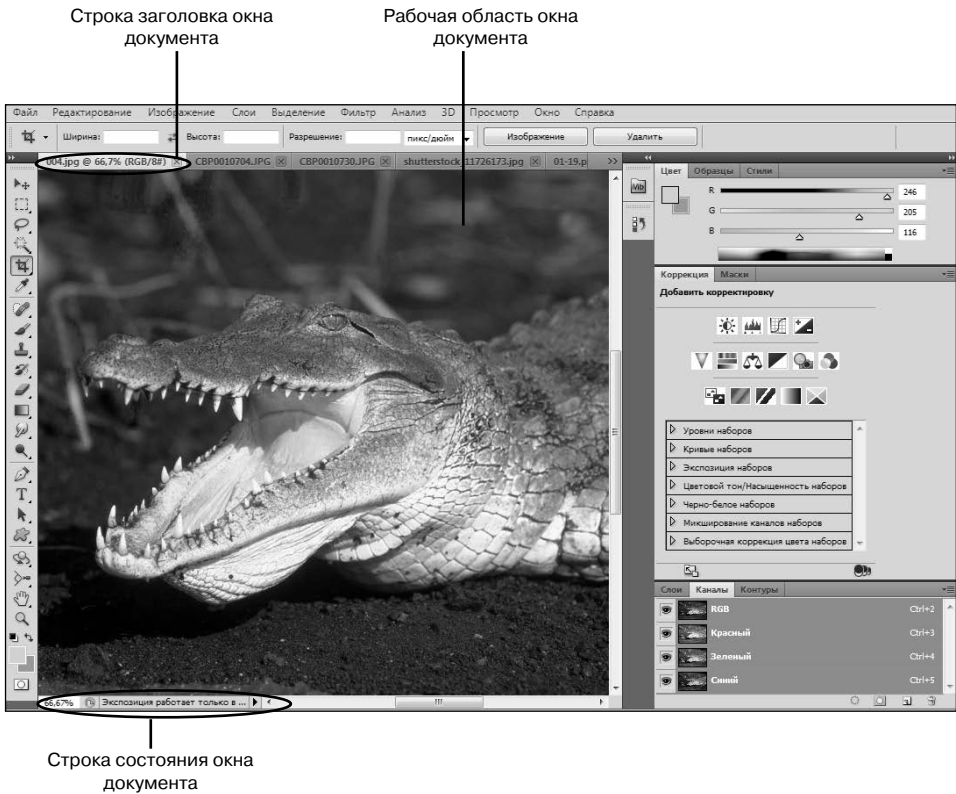 Строка заголовка окна
документа
Рабочая область окна
документа
Файл Редактирование Изображение Слои Выделение Фильтр Анализ 3D Просмотр Окно Справка
Ширина: Высота: Разрешение: пикс/дюйм Изображение Удалить
004.jpg @ 66,7% (RGB/8#) CBP0010704.JPG CBP0010730.JPG shutterstock_11726173.jpg 01-19.p
Цвет Образцы Стили
Mb
R 246
G 205
B 116
Коррекция Маски
Добавить корректировку
Уровни наборов
Кривые наборов
Экспозиция наборов
Цветовой тон/Насыщенность наборов
Черно-белое наборов
Микширование каналов наборов
Выборочная коррекция цвета наборов
Слои Каналы Контуры
RGB Ctrl+2
Красный Ctrl+3
Зеленый Ctrl+4
Синий Ctrl+5
66,67% Экспозиция работает только в ...
Строка состояния окна
документа